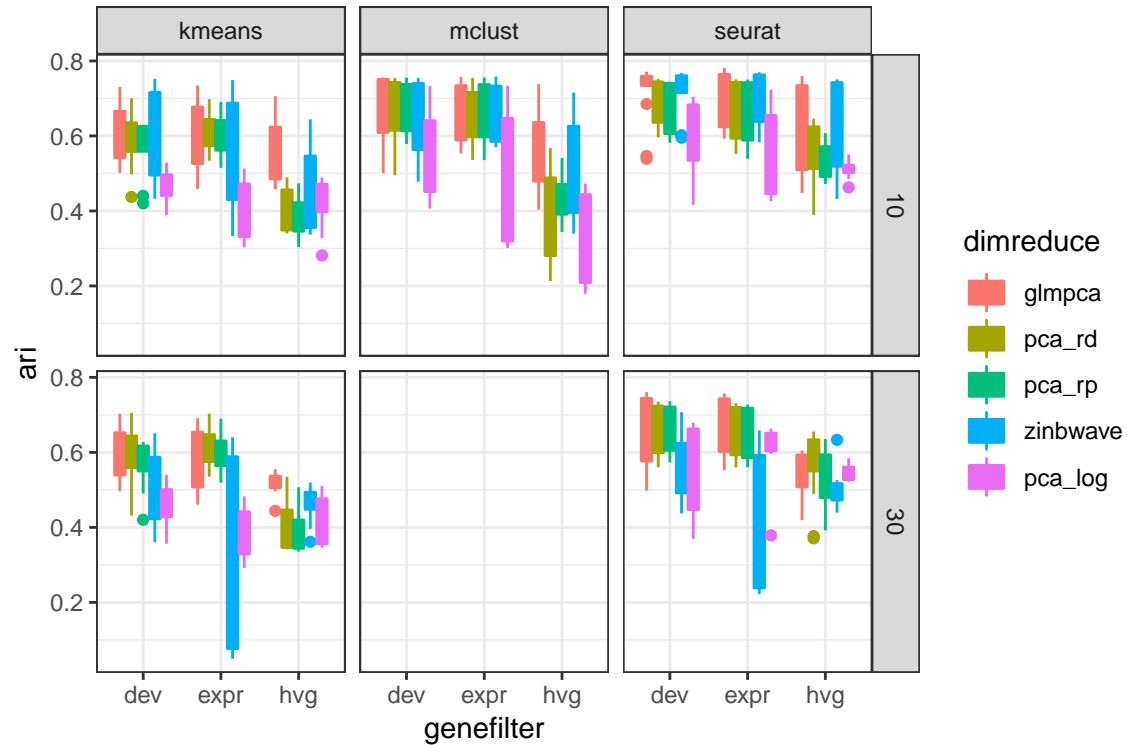 kmeans mclust seurat
0.8
0.6
0.4
0.2
10
0.8
0.6
0.4
0.2
30
ari
dev expr hvg dev expr hvg dev expr hvg
genefilter
dimreduce
glmpca
pca_rd
pca_rp
zinbwave
pca_log